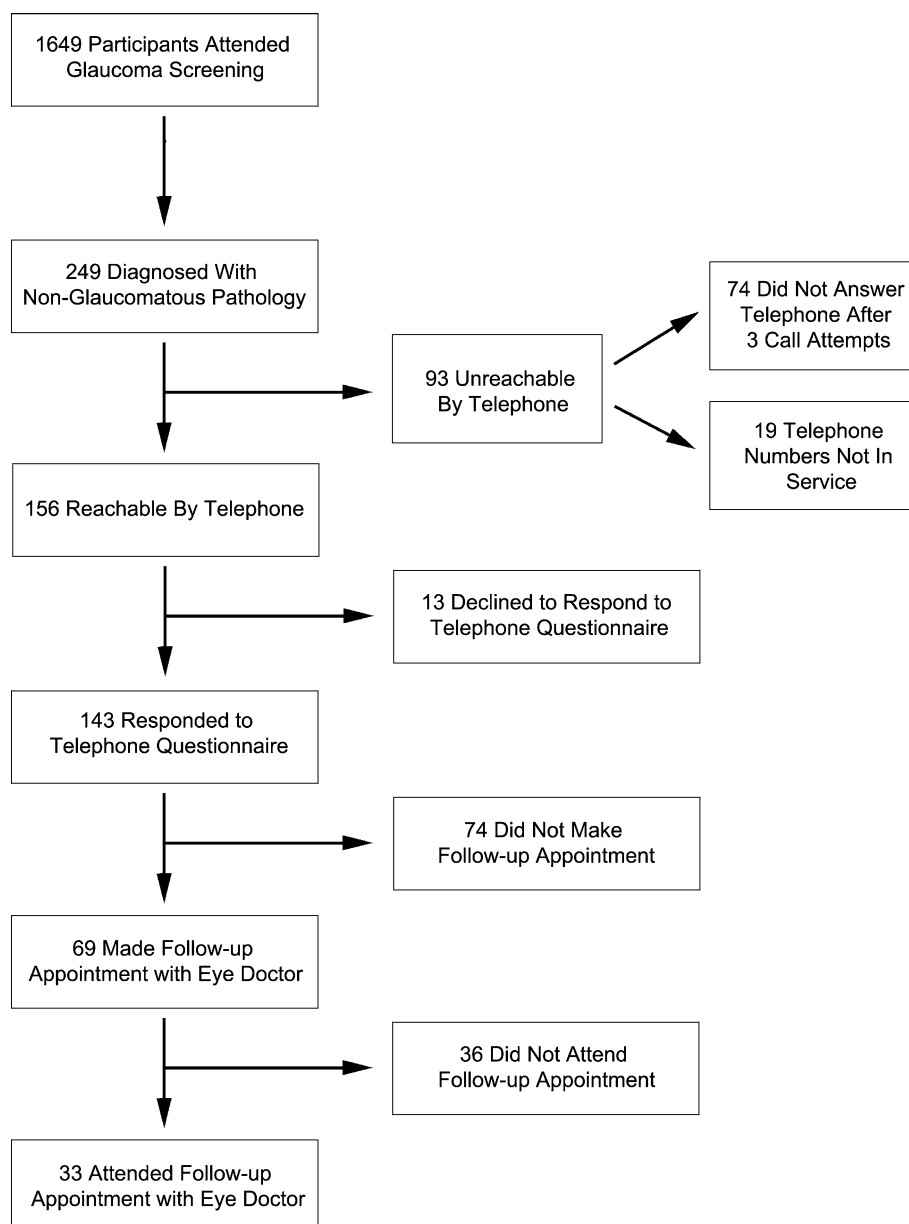 1649 Participants Attended
Glaucoma Screening
249 Diagnosed With
Non-Glaucomatous Pathology
93 Unreachable
By Telephone
74 Did Not Answer
Telephone After
3 Call Attempts
19 Telephone
Numbers Not In
Service
156 Reachable By Telephone
13 Declined to Respond to
Telephone Questionnaire
143 Responded to
Telephone Questionnaire
74 Did Not Make
Follow-up Appointment
69 Made Follow-up
Appointment with Eye Doctor
36 Did Not Attend
Follow-up Appointment
33 Attended Follow-up
Appointment with Eye Doctor